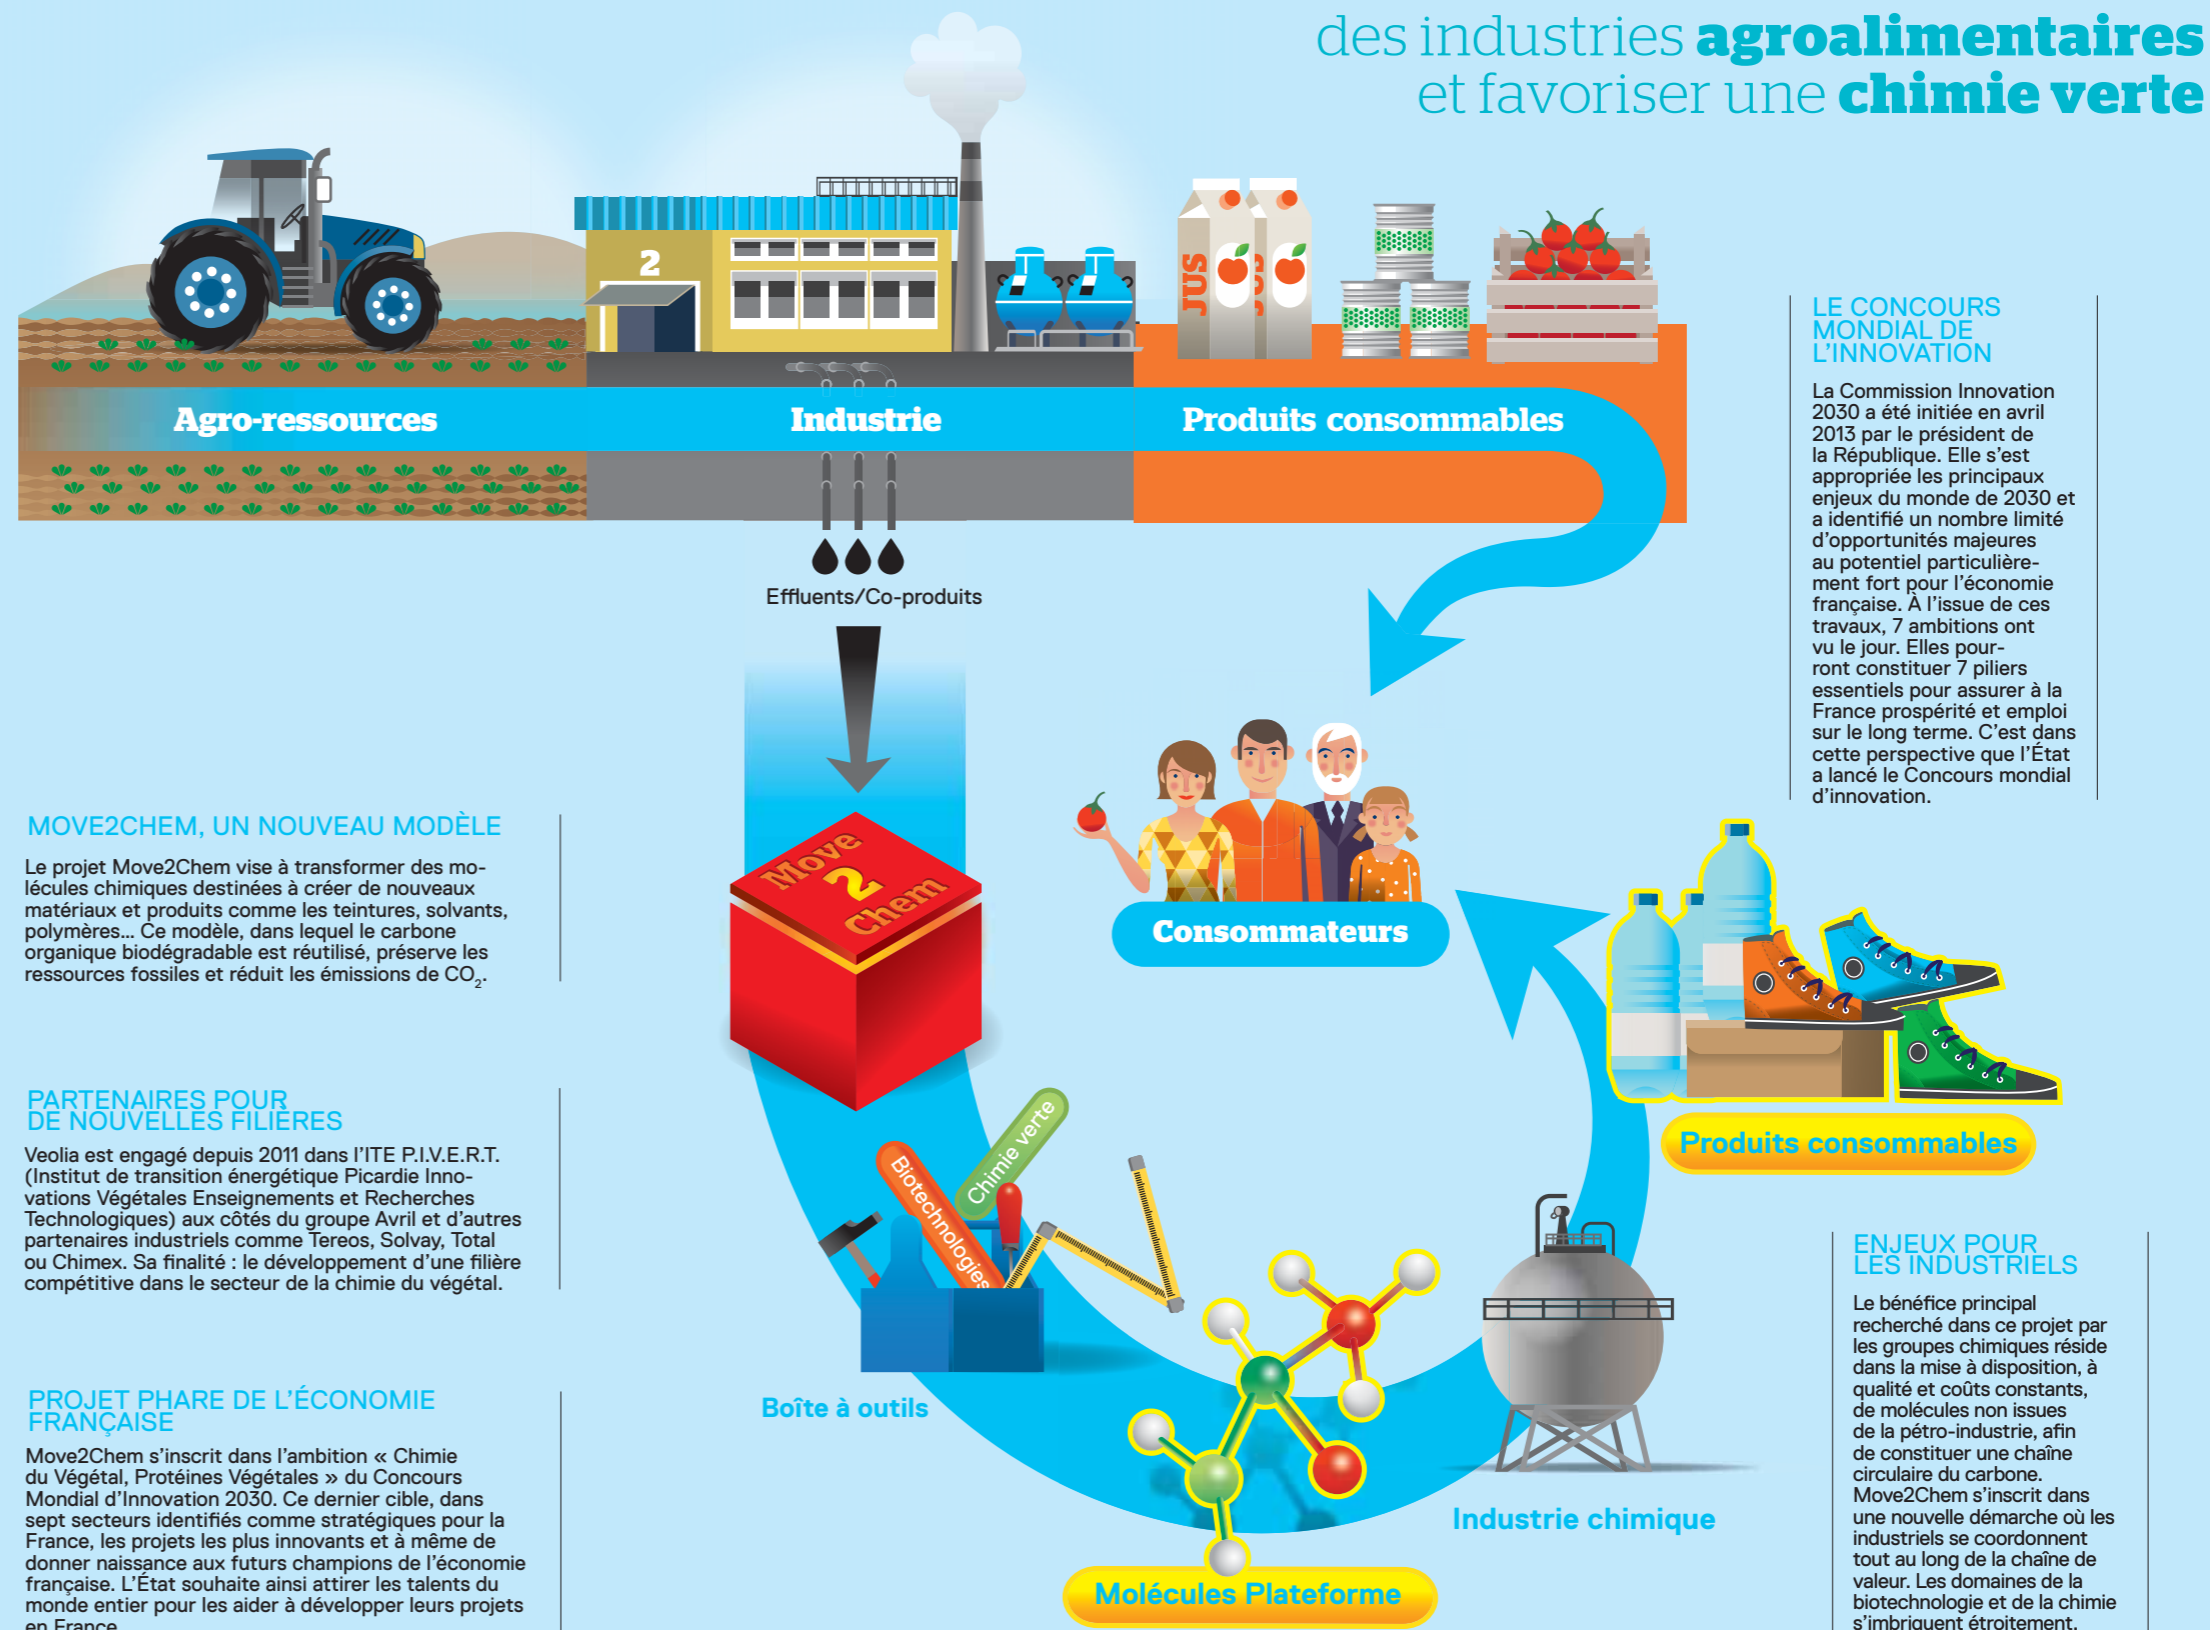 des industries agroalimentaires
et favoriser une chimie verte
2
JUS
JUS
Agro-ressources
Industrie
Produits consommables
Effluents/Co-produits
LE CONCOURS
MONDIAL DE
L’INNOVATION
La Commission Innovation
2030 a été initiée en avril
2013 par le président de
la République. Elle s’est
appropriée les principaux
enjeux du monde de 2030 et
a identifié un nombre limité
d’opportunités majeures
au potentiel particulière-
ment fort pour l’économie
française. À l’issue de ces
travaux, 7 ambitions ont
vu le jour. Elles pour-
ront constituer 7 piliers
essentiels pour assurer à la
France prospérité et emploi
sur le long terme. C’est dans
cette perspective que l’État
a lancé le Concours mondial
d’innovation.
MOVE2CHEM, UN NOUVEAU MODÈLE
Le projet Move2Chem vise à transformer des mo-
lécules chimiques destinées à créer de nouveaux
matériaux et produits comme les teintures, solvants,
polymères... Ce modèle, dans lequel le carbone
organique biodégradable est réutilisé, préserve les
ressources fossiles et réduit les émissions de CO₂.
Move
2
Chem
Consommateurs
PARTENAIRES POUR
DE NOUVELLES FILIÈRES
Veolia est engagé depuis 2011 dans l’ITE P.I.V.E.R.T.
(Institut de transition énergétique Picardie Inno-
vations Végétales Enseignements et Recherches
Technologiques) aux côtés du groupe Avril et d’autres
partenaires industriels comme Tereos, Solvay, Total
ou Chimex. Sa finalité : le développement d’une filière
compétitive dans le secteur de la chimie du végétal.
Biotechnologies
Chimie verte
Boîte à outils
Produits consommables
PROJET PHARE DE L’ÉCONOMIE
FRANÇAISE
Move2Chem s’inscrit dans l’ambition « Chimie
du Végétal, Protéines Végétales » du Concours
Mondial d’Innovation 2030. Ce dernier cible, dans
sept secteurs identifiés comme stratégiques pour la
France, les projets les plus innovants et à même de
donner naissance aux futurs champions de l’économie
française. L’État souhaite ainsi attirer les talents du
monde entier pour les aider à développer leurs projets
en France
Molécules Plateforme
Industrie chimique
ENJEUX POUR
LES INDUSTRIELS
Le bénéfice principal
recherché dans ce projet par
les groupes chimiques réside
dans la mise à disposition, à
qualité et coûts constants,
de molécules non issues
de la pétro-industrie, afin
de constituer une chaîne
circulaire du carbone.
Move2Chem s’inscrit dans
une nouvelle démarche où les
industriels se coordonnent
tout au long de la chaîne de
valeur. Les domaines de la
biotechnologie et de la chimie
s’imbriquent étroitement.